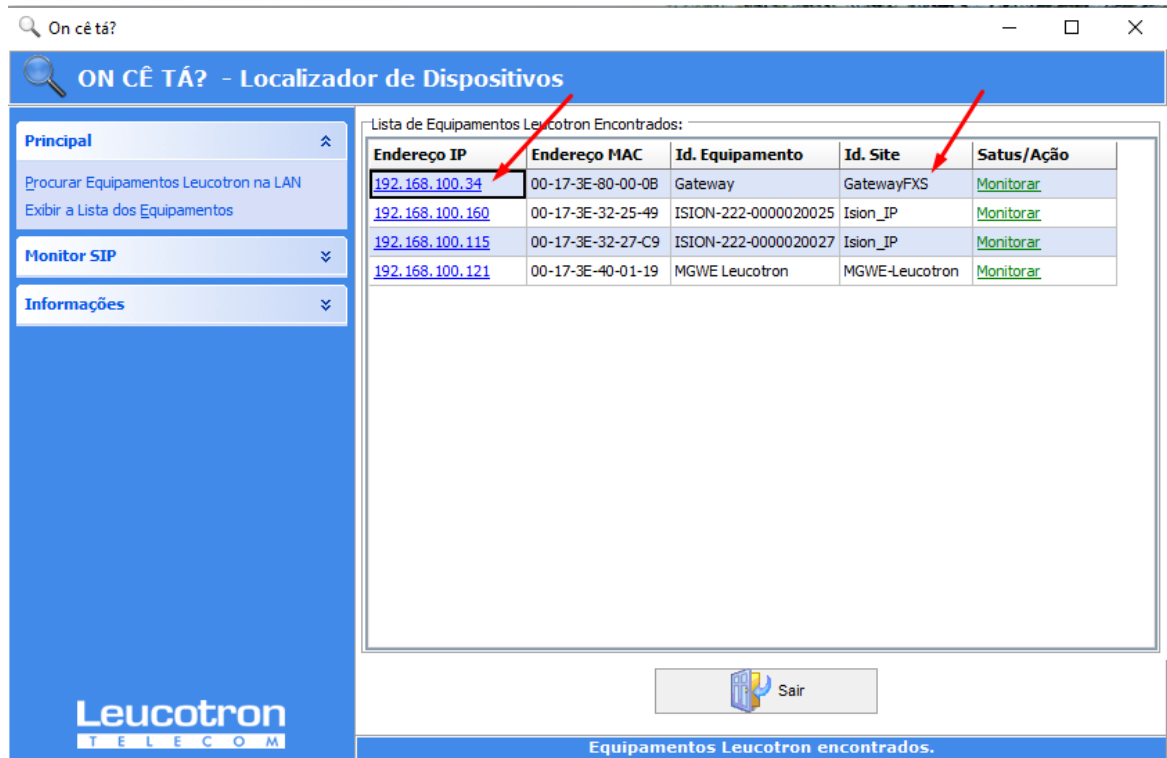 On cê tá?
ON CÊ TÁ? - Localizador de Dispositivos
Principal
Procurar Equipamentos Leucotron na LAN
Exibir a Lista dos Equipamentos
Monitor SIP
Informações
Leucotron
TELECOM
Lista de Equipamentos Leucotron Encontrados:
Endereço IP Endereço MAC Id. Equipamento Id. Site Satus/Ação
192.168.100.34 00-17-3E-80-00-0B Gateway GatewayFXS Monitorar
192.168.100.160 00-17-3E-32-25-49 ISION-222-0000020025 Ision_IP Monitorar
192.168.100.115 00-17-3E-32-27-C9 ISION-222-0000020027 Ision_IP Monitorar
192.168.100.121 00-17-3E-40-01-19 MGWE Leucotron MGWE-Leucotron Monitorar
Sair
Equipamentos Leucotron encontrados.